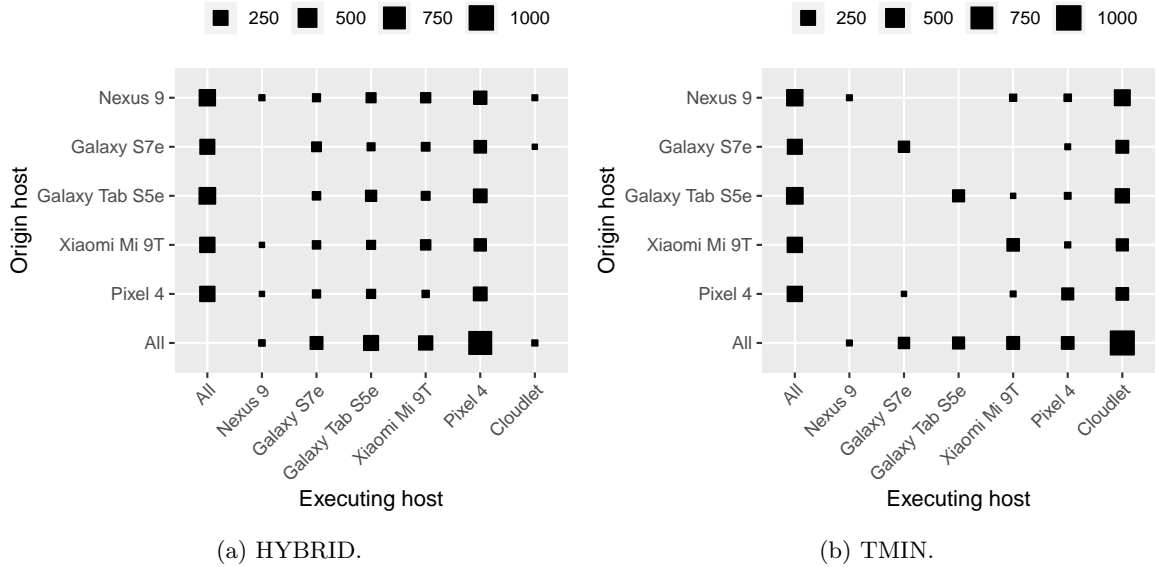 250 500 750 1000
Nexus 9
Galaxy S7e
Galaxy Tab S5e
Xiaomi Mi 9T
Pixel 4
All
Origin host
All
Nexus 9
Galaxy S7e
Galaxy Tab S5e
Xiaomi Mi 9T
Pixel 4
Cloudlet
Executing host
(a) HYBRID.
250 500 750 1000
Nexus 9
Galaxy S7e
Galaxy Tab S5e
Xiaomi Mi 9T
Pixel 4
All
Origin host
All
Nexus 9
Galaxy S7e
Galaxy Tab S5e
Xiaomi Mi 9T
Pixel 4
Cloudlet
Executing host
(b) TMIN.